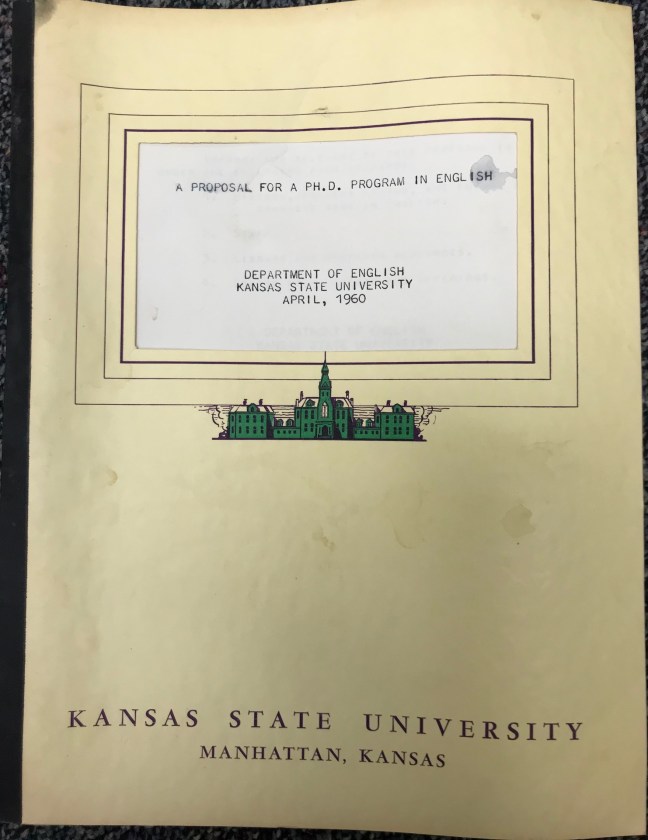 A PROPOSAL FOR A PH.D. PROGRAM IN ENGLISH
DEPARTMENT OF ENGLISH
KANSAS STATE UNIVERSITY
APRIL, 1960
KANSAS STATE UNIVERSITY
MANHATTAN, KANSAS